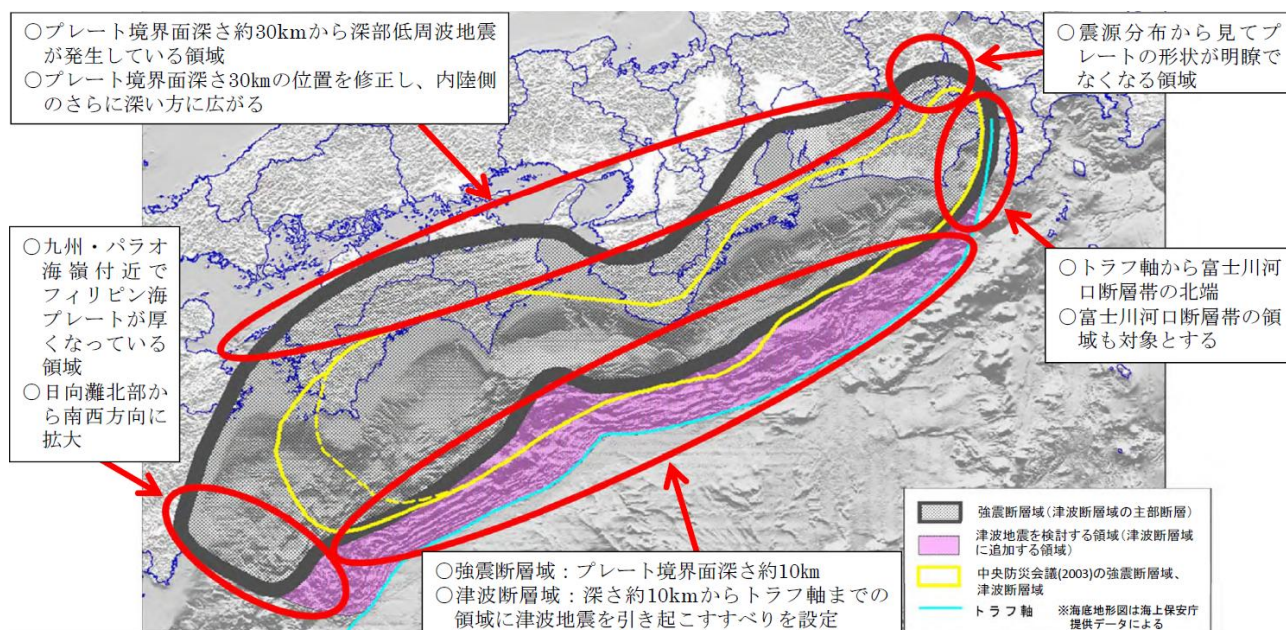 ○プレート境界面深さ約30kmから深部低周波地震
が発生している領域
○プレート境界面深さ30kmの位置を修正し、内陸側
のさらに深い方に広がる
○震源分布から見てプ
レートの形状が明瞭で
なくなる領域
○九州・パラオ
海嶺付近で
フィリピン海
プレートが厚
くなっている
領域
○日向灘北部か
ら南西方向に
拡大
○トラフ軸から富士川河
口断層帯の北端
○富士川河口断層帯の領
域も対象とする
○強震断層域：プレート境界面深さ約10km
○津波断層域：深さ約10kmからトラフ軸までの
領域に津波地震を引き起こすすべりを設定
強震断層域(津波断層域の主部断層)
津波地震を検討する領域(津波断層域
に追加する領域)
中央防災会議(2003)の強震断層域、
津波断層域
トラフ軸 ※海底地形図は海上保安庁
提供データによる